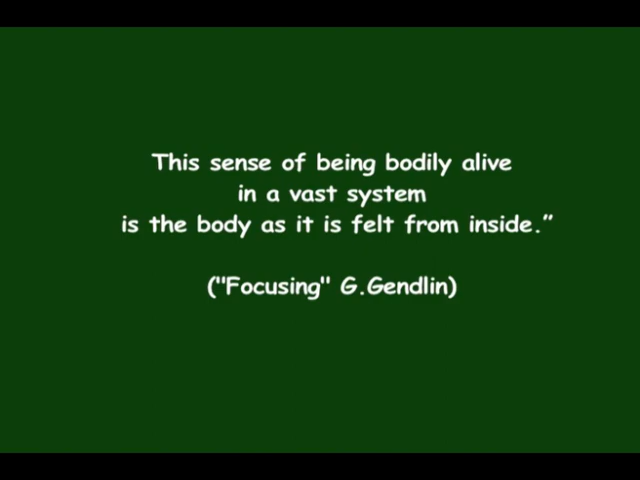 This sense of being bodily alive
in a vast system
is the body as it is felt from inside.”
("Focusing" G.Gendlin)